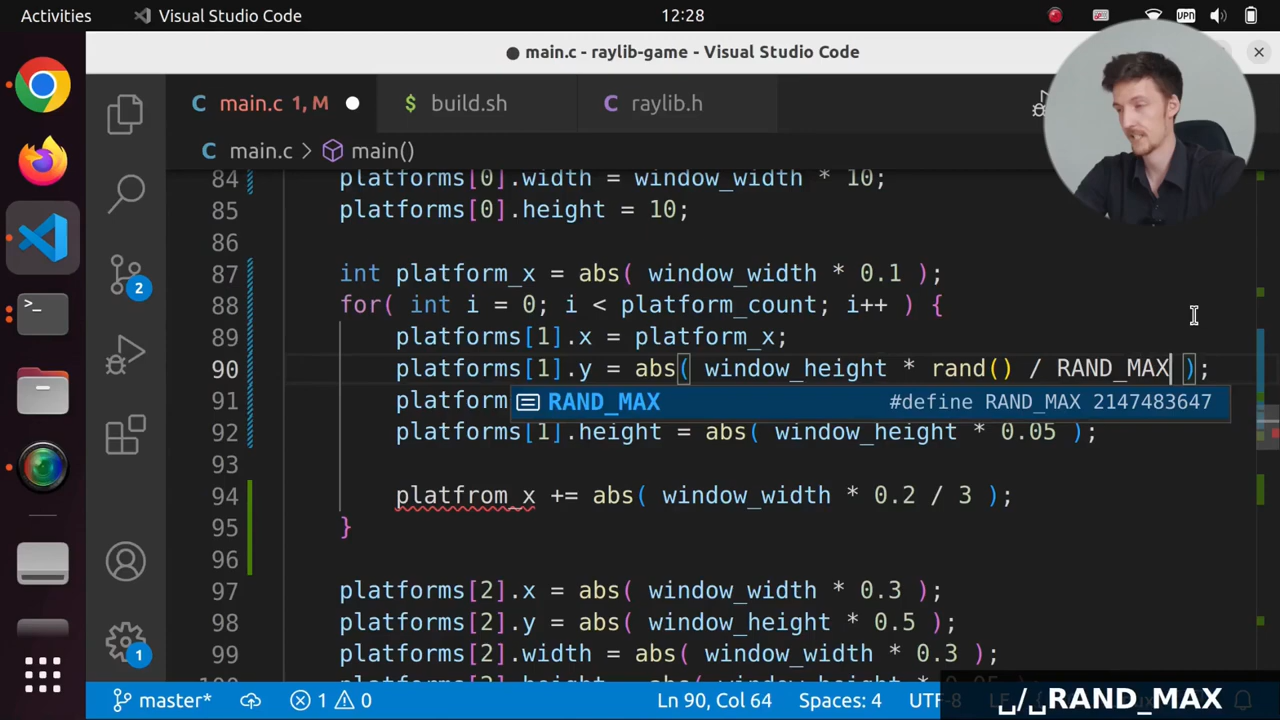 Activities Visual Studio Code 12:28 VPN
main.c - raylib-game - Visual Studio Code
C main.c 1, M $ build.sh C raylib.h
C main.c > main()
84 platforms[0].width = window_width * 10;
85 platforms[0].height = 10;
86
87 int platform_x = abs( window_width * 0.1 );
88 for( int i = 0; i < platform_count; i++ ) {
89 platforms[1].x = platform_x;
90 platforms[1].y = abs( window_height * rand() / RAND_MAX );
91 platform
RAND_MAX #define RAND_MAX 2147483647
92 platforms[1].height = abs( window_height * 0.05 );
93
94 platfrom_x += abs( window_width * 0.2 / 3 );
95 }
96
97 platforms[2].x = abs( window_width * 0.3 );
98 platforms[2].y = abs( window_height * 0.5 );
99 platforms[2].width = abs( window_width * 0.3 );
2
1
master* 1 0 Ln 90, Col 64 Spaces: 4 UTF-8
␣/␣RAND_MAX